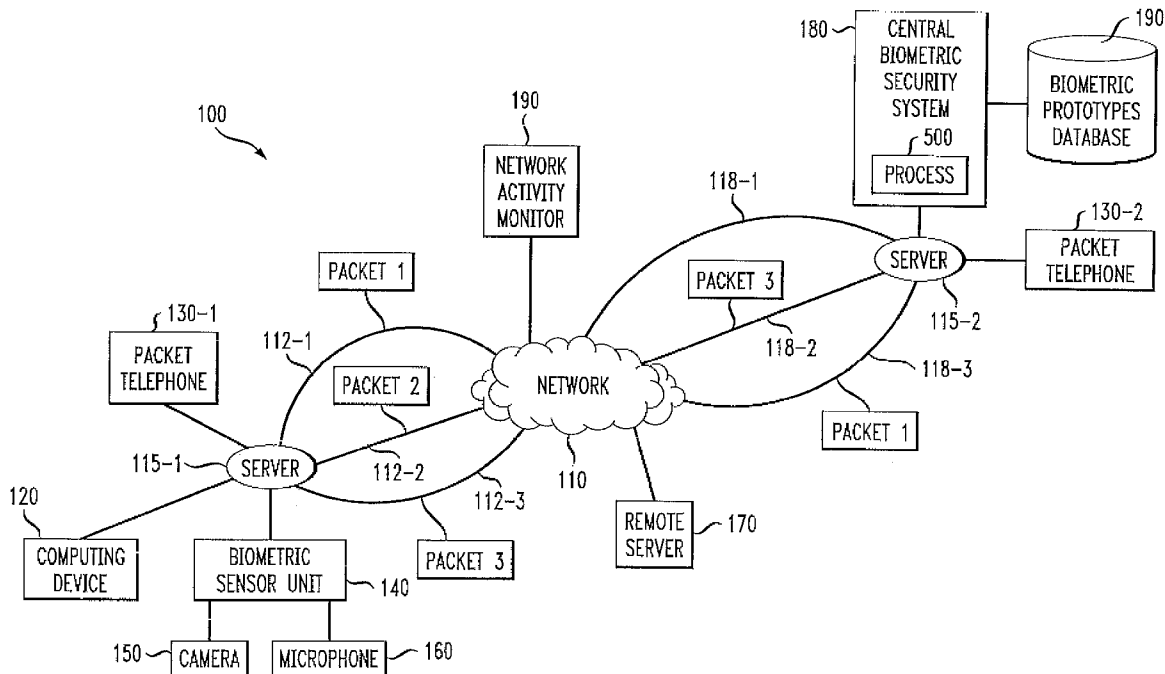 180
CENTRAL
BIOMETRIC
SECURITY
SYSTEM
500
PROCESS
190
BIOMETRIC
PROTOTYPES
DATABASE
100
190
NETWORK
ACTIVITY
MONITOR
118-1
130-2
PACKET
TELEPHONE
SERVER
115-2
PACKET 1
PACKET 3
118-2
118-3
130-1
PACKET
TELEPHONE
112-1
PACKET 2
NETWORK
110
PACKET 1
115-1
SERVER
112-2
112-3
120
COMPUTING
DEVICE
BIOMETRIC
SENSOR UNIT
140
PACKET 3
REMOTE
SERVER
170
150
CAMERA
MICROPHONE
160